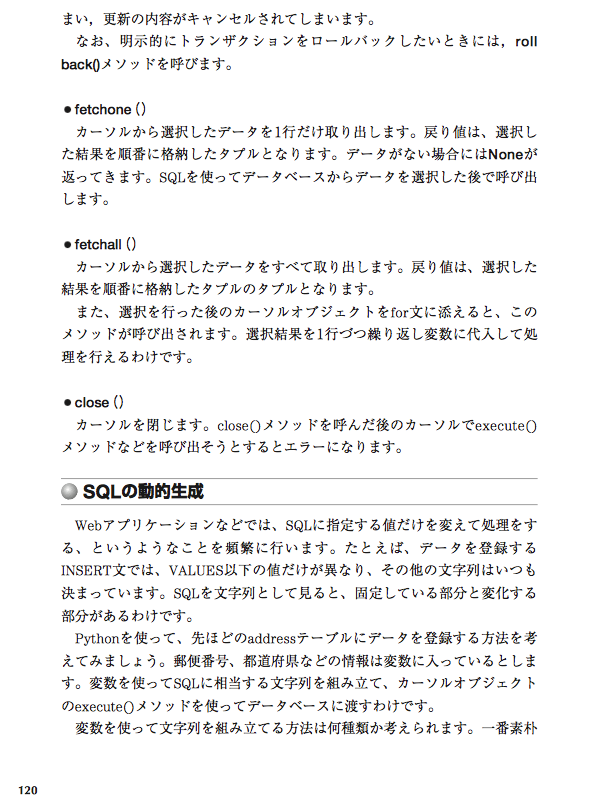 まい，更新の内容がキャンセルされてしまいます。
なお、明示的にトランザクションをロールバックしたいときには，roll
back()メソッドを呼びます。
●fetchone（）
カーソルから選択したデータを1行だけ取り出します。戻り値は、選択し
た結果を順番に格納したタプルとなります。データがない場合にはNoneが
返ってきます。SQLを使ってデータベースからデータを選択した後で呼び出
します。
●fetchall（）
カーソルから選択したデータをすべて取り出します。戻り値は、選択した
結果を順番に格納したタプルのタプルとなります。
また、選択を行った後のカーソルオブジェクトをfor文に添えると、この
メソッドが呼び出されます。選択結果を1行づつ繰り返し変数に代入して処
理を行えるわけです。
●close（）
カーソルを閉じます。close()メソッドを呼んだ後のカーソルでexecute()
メソッドなどを呼び出そうとするとエラーになります。
SQLの動的生成
Webアプリケーションなどでは、SQLに指定する値だけを変えて処理をす
る、というようなことを頻繁に行います。たとえば、データを登録する
INSERT文では、VALUES以下の値だけが異なり、その他の文字列はいつも
決まっています。SQLを文字列として見ると、固定している部分と変化する
部分があるわけです。
Pythonを使って、先ほどのaddressテーブルにデータを登録する方法を考
えてみましょう。郵便番号、都道府県などの情報は変数に入っているとしま
す。変数を使ってSQLに相当する文字列を組み立て、カーソルオブジェクト
のexecute()メソッドを使ってデータベースに渡すわけです。
変数を使って文字列を組み立てる方法は何種類か考えられます。一番素朴
120